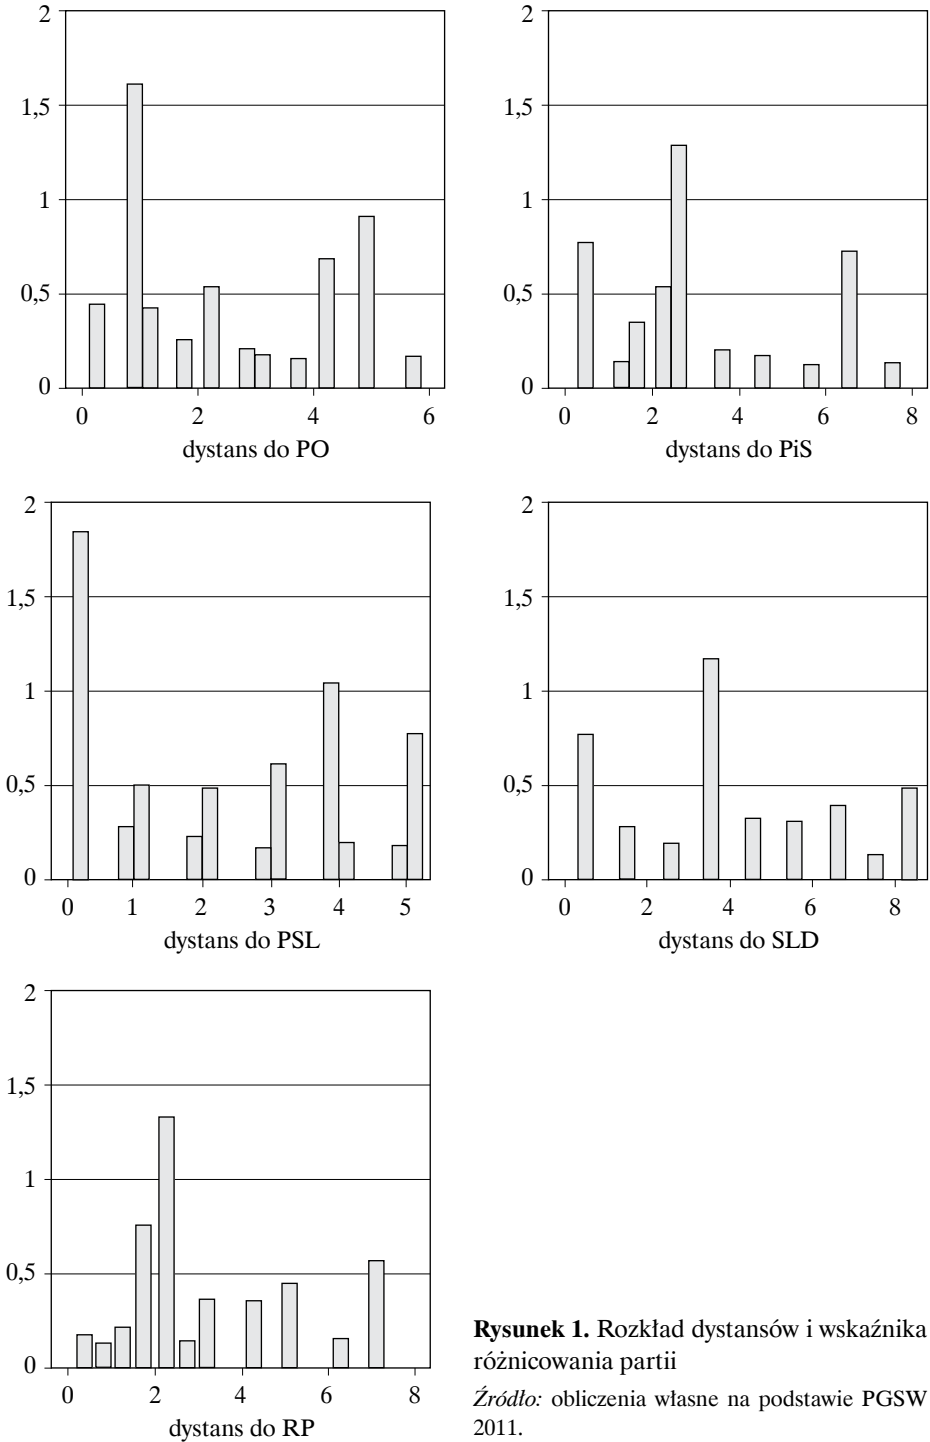 2
1,5
1
0,5
0
0 2 4 6
dystans do PO
2
1,5
1
0,5
0
0 2 4 6 8
dystans do PiS
2
1,5
1
0,5
0
0 1 2 3 4 5
dystans do PSL
2
1,5
1
0,5
0
0 2 4 6 8
dystans do SLD
2
1,5
1
0,5
0
0 2 4 6 8
dystans do RP
Rysunek 1. Rozkład dystansów i wskaźnika
różnicowania partii
Źródło: obliczenia własne na podstawie PGSW
2011.